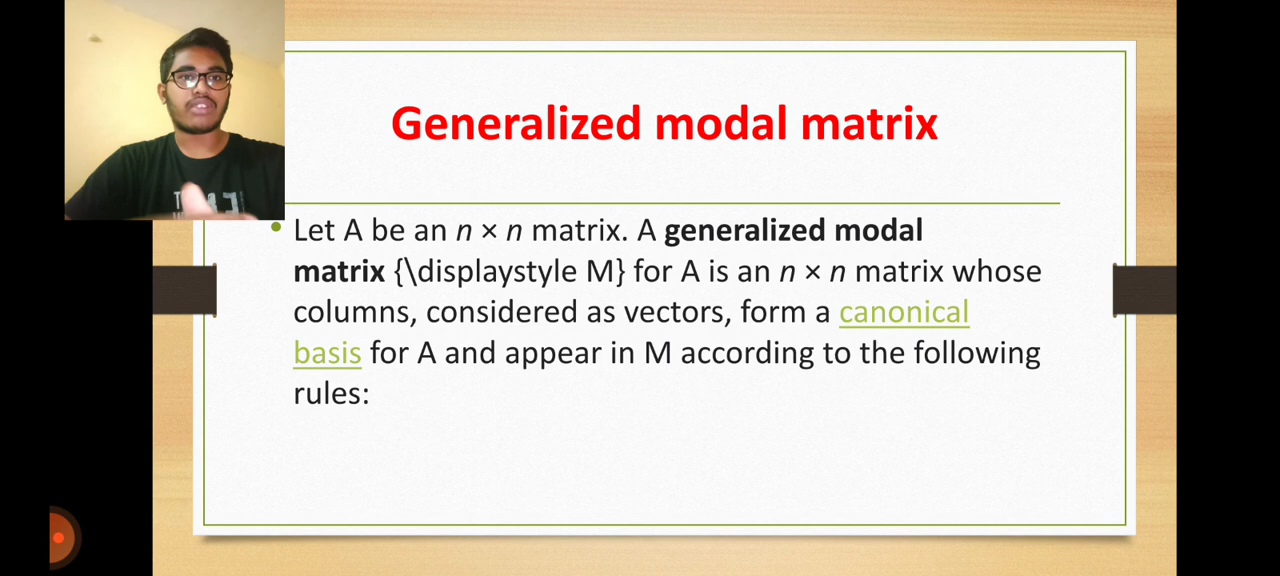 Generalized modal matrix
• Let A be an n × n matrix. A generalized modal
matrix {\displaystyle M} for A is an n × n matrix whose
columns, considered as vectors, form a canonical
basis for A and appear in M according to the following
rules: